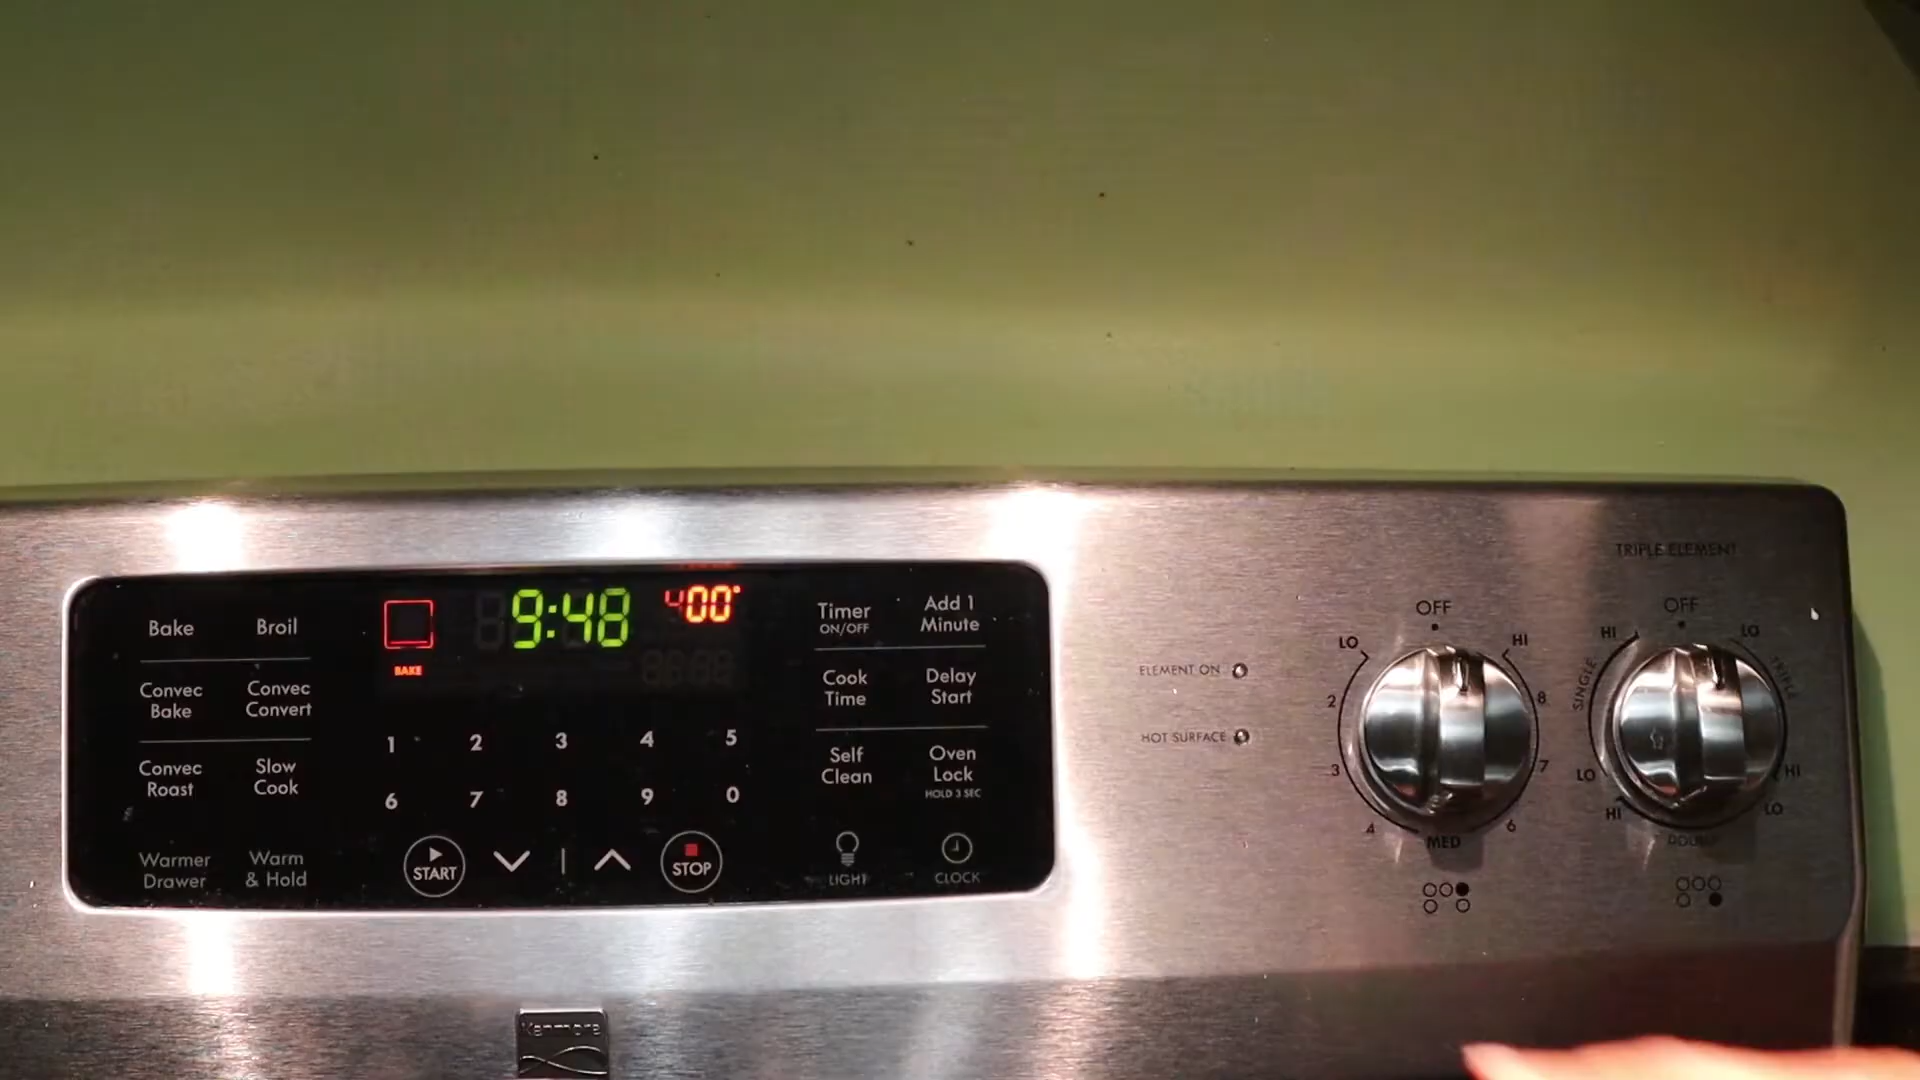 Bake
Broil
Convec
Bake
Convec
Convert
Convec
Roast
Slow
Cook
Warmer
Drawer
Warm
& Hold
9:48
400°
BAKE
1 2 3 4 5
6 7 8 9 0
START
STOP
Timer
ON/OFF
Add 1
Minute
Cook
Time
Delay
Start
Self
Clean
Oven
Lock
HOLD 3 SEC
LIGHT
CLOCK
Kenmore
ELEMENT ON
HOT SURFACE
OFF
LO
HI
2
8
3
7
4
6
MED
TRIPLE ELEMENT
OFF
HI
LO
SINGLE
TRIPLE
LO
HI
HI
LO
DOUBLE